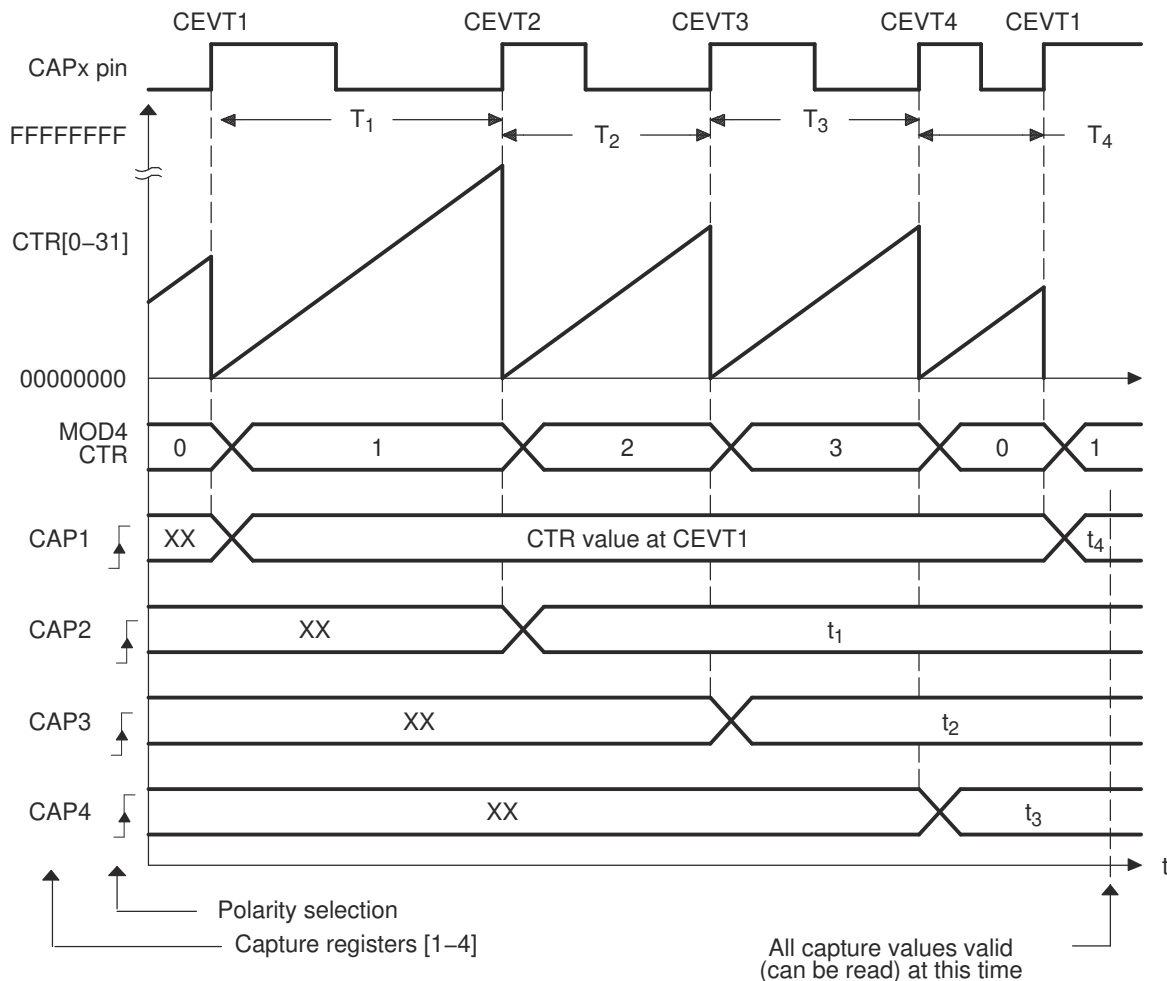 CEVT1 CEVT2 CEVT3 CEVT4 CEVT1
CAPx pin
T1 T3
FFFFFFFF T2 T4
CTR[0–31]
00000000
MOD4
CTR
0 1 2 3 0 1
CAP1 XX CTR value at CEVT1 t4
CAP2 XX t1
CAP3 XX t2
CAP4 XX t3
t
Polarity selection
Capture registers [1–4]
All capture values valid
(can be read) at this time